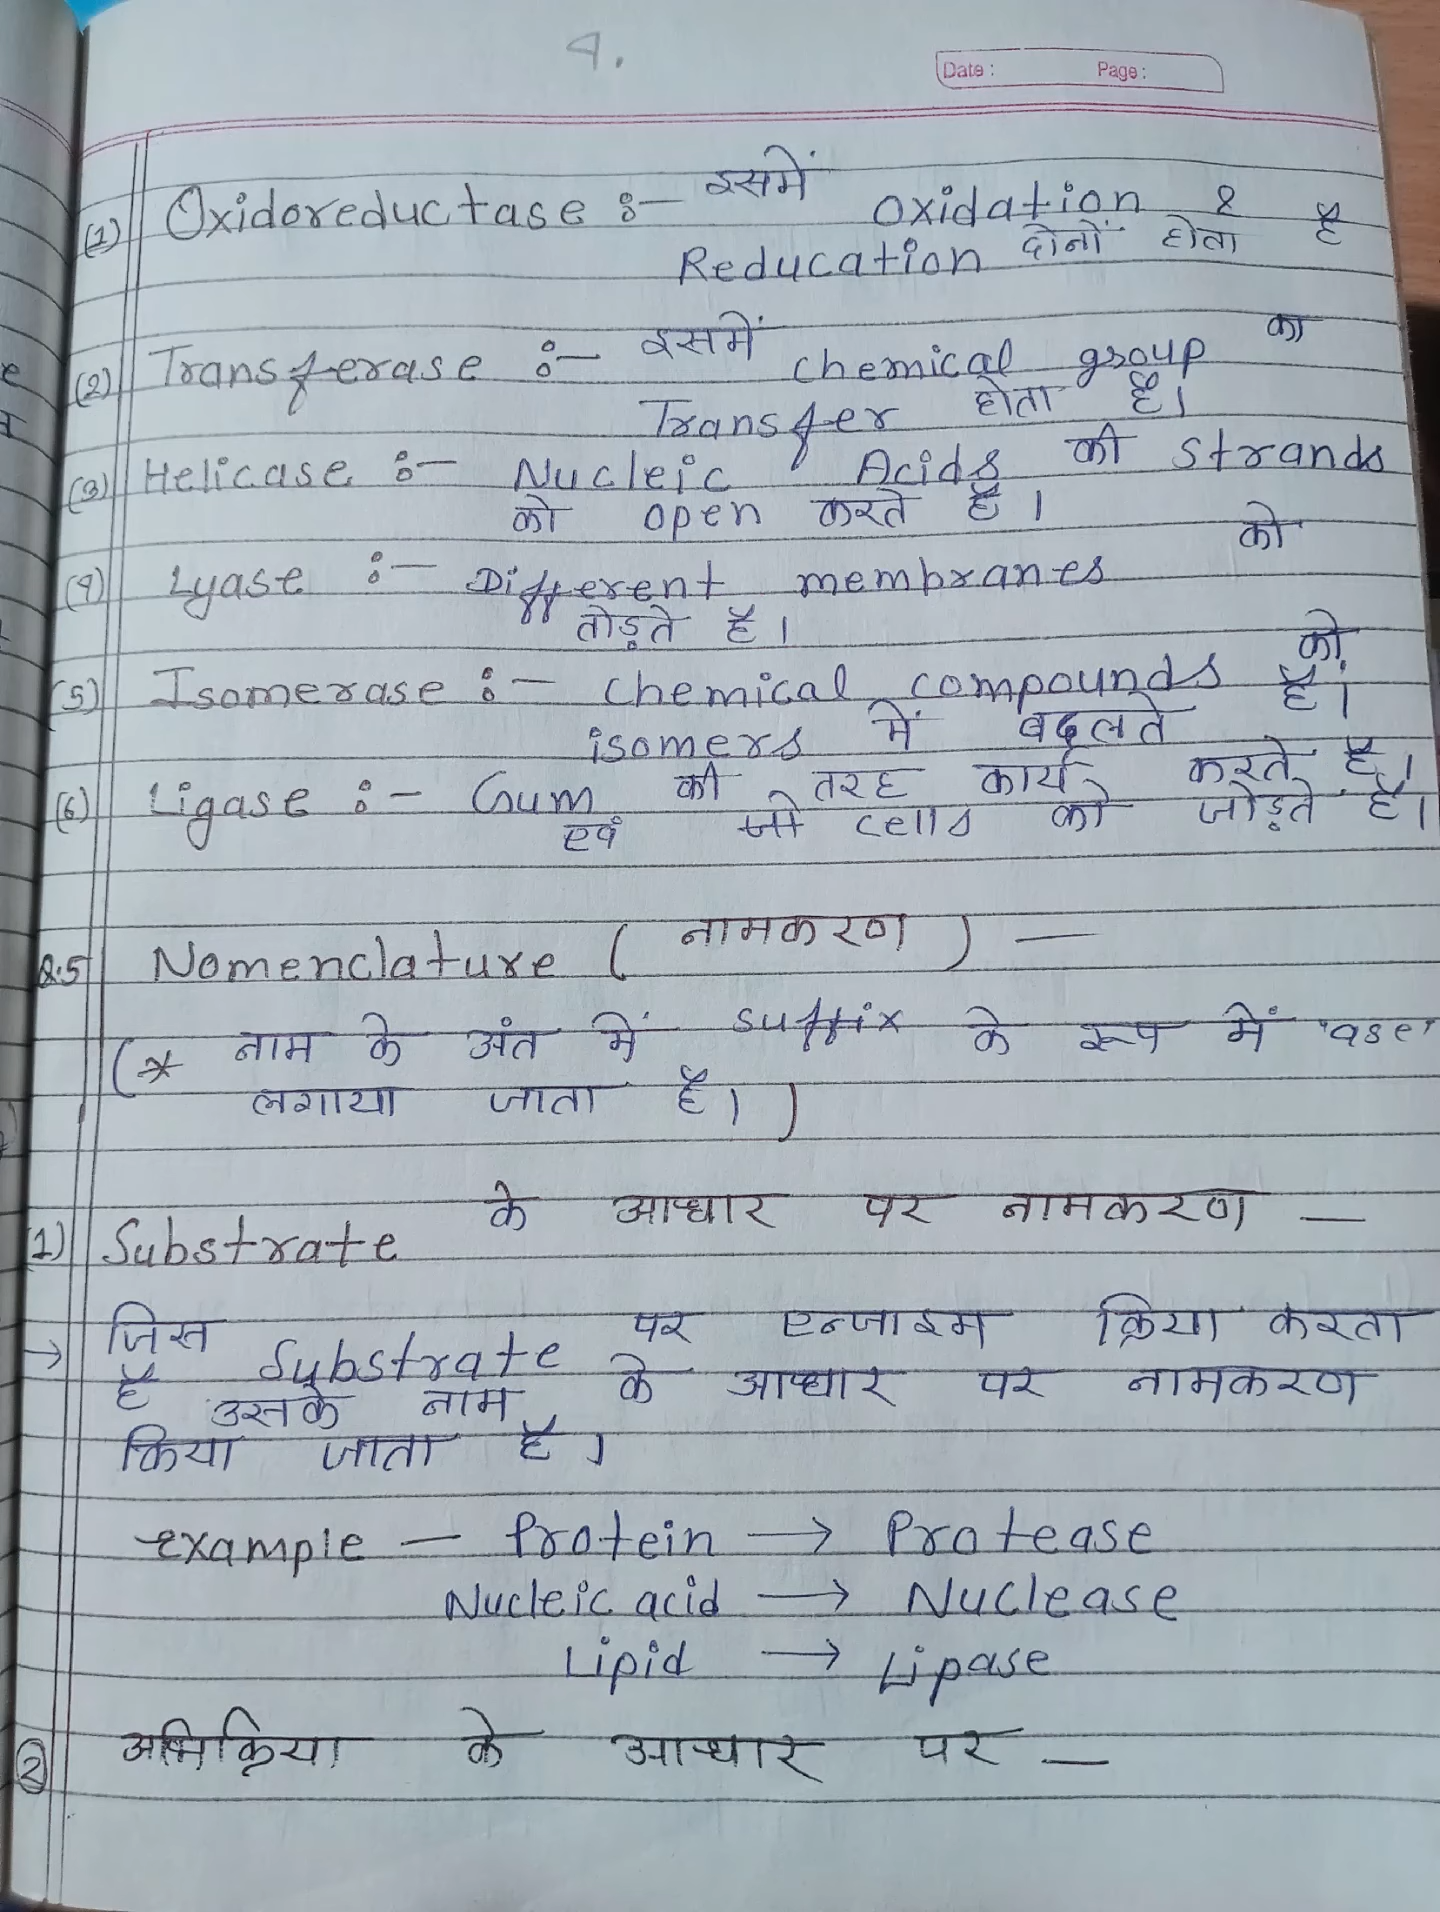 4.
Date : Page :
(1) Oxidoreductase :- इसमें Oxidation &
Reducation दोनों होता है
(2) Transferase :- इसमें chemical group का
Transfer होता है।
(3) Helicase :- Nucleic Acids की strands
को open करते है।
(4) Lyase :- Different membranes को
तोड़ते है।
(5) Isomerase :- chemical compounds को
isomers में बदलते है।
(6) Ligase :- Gum की तरह कार्य करते है।
एवं जो cells को जोड़ते है।
Q.5 Nomenclature ( नामकरण ) —
(* नाम के अंत में suffix के रूप में 'ase'
लगाया जाता है। )
(1) Substrate के आधार पर नामकरण —
→ जिस Substrate पर एन्जाइम क्रिया करता
है उसके नाम के आधार पर नामकरण
किया जाता है।
example — Protein → Protease
Nucleic acid → Nuclease
Lipid → Lipase
(2) अभिक्रिया के आधार पर —